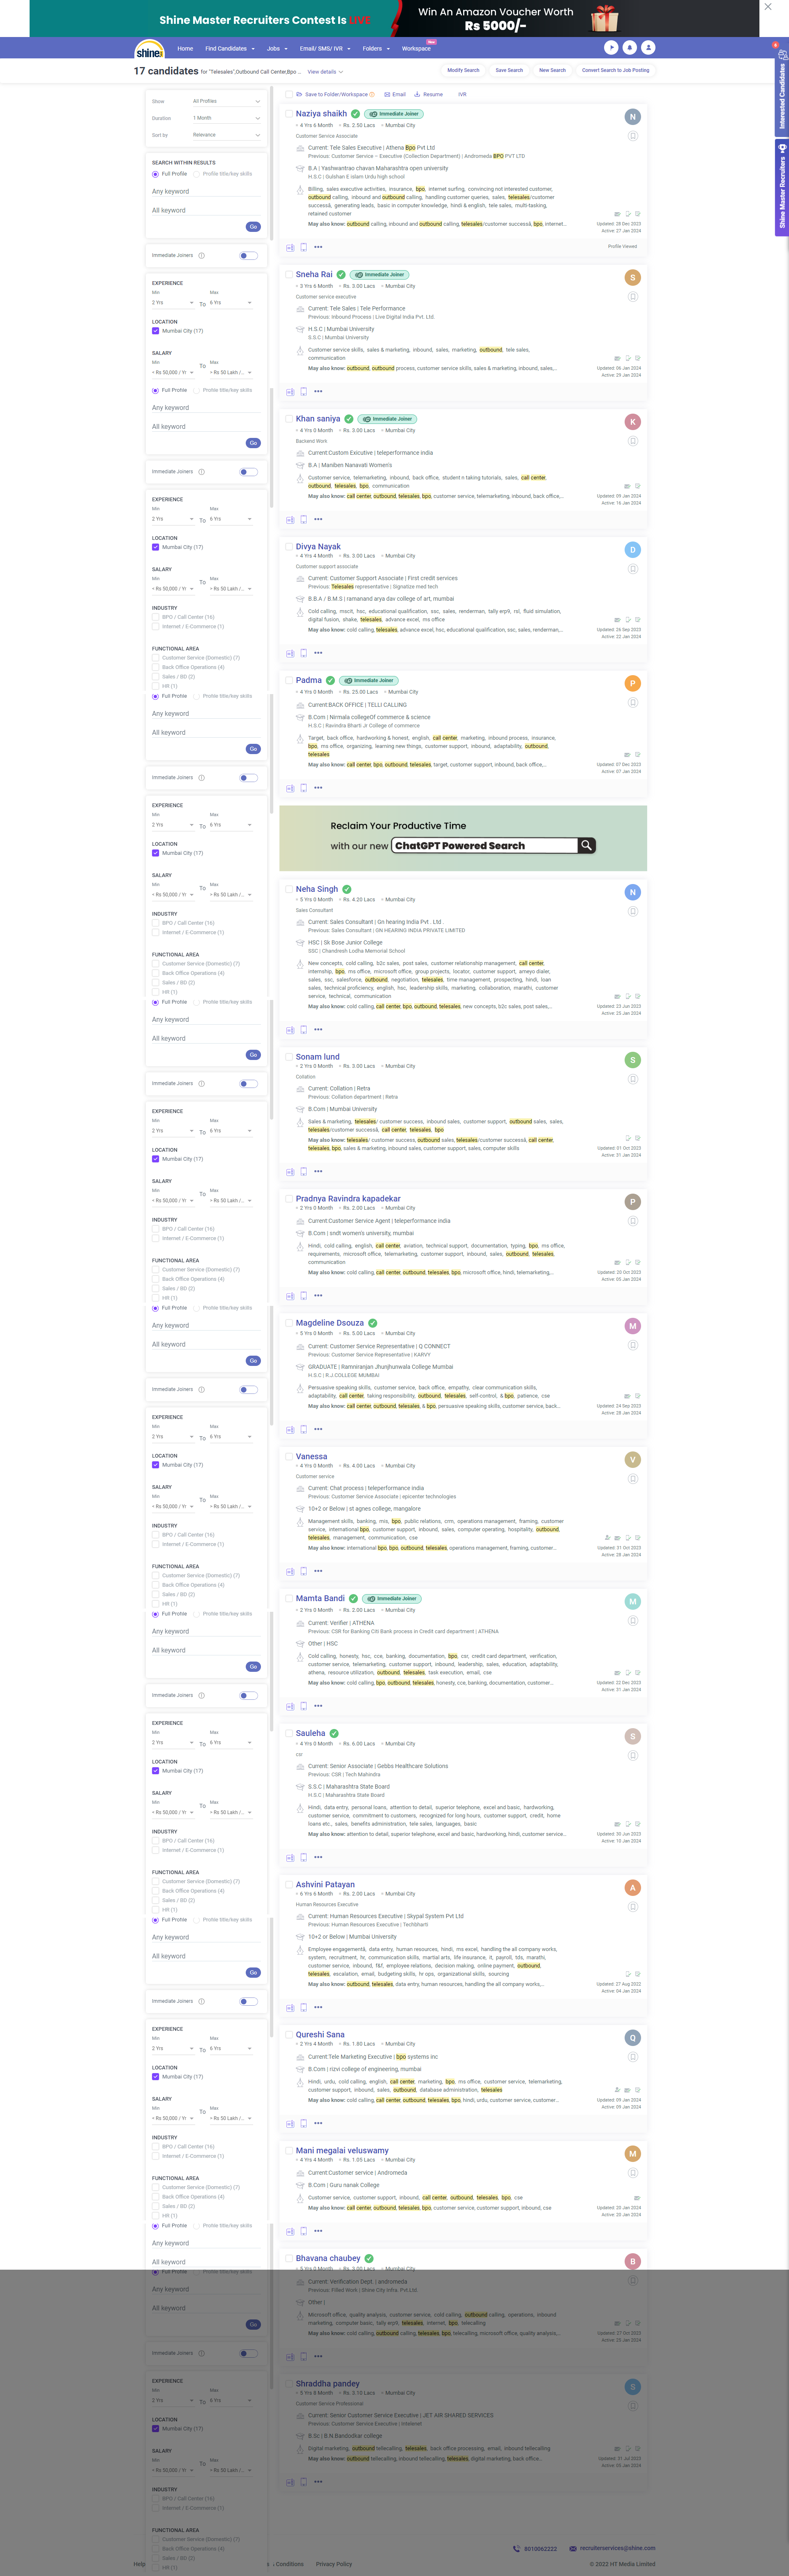 Shine Master Recruiters Contest Is LIVE
Win An Amazon Voucher Worth
Rs 5000/-
shine
Home
Find Candidates
Jobs
Email/ SMS/ IVR
Folders
Workspace
New
17 candidates for "Telesales",Outbound Call Center,Bpo ...
View details
Modify Search
Save Search
New Search
Convert Search to Job Posting
Interested Candidates
Shine Master Recruiters
Show
All Profiles
Duration
1 Month
Sort by
Relevance
SEARCH WITHIN RESULTS
Full Profile
Profile title/key skills
Any keyword
All keyword
Go
Immediate Joiners
EXPERIENCE
Min
Max
2 Yrs
To
6 Yrs
LOCATION
Mumbai City (17)
SALARY
Min
Max
To
INDUSTRY
BPO / Call Center (16)
Internet / E-Commerce (1)
FUNCTIONAL AREA
Customer Service (Domestic) (7)
Back Office Operations (4)
Sales / BD (2)
HR (1)
Save to Folder/Workspace
Email
Resume
IVR
Naziya shaikh
Immediate Joiner
4 Yrs 6 Month
Rs. 2.50 Lacs
Mumbai City
Customer Service Associate
Current: Tele Sales Executive | Athena Bpo Pvt Ltd
Previous: Customer Service – Executive (Collection Department) | Andromeda BPO PVT LTD
B.A | Yashwantrao chavan Maharashtra open university
H.S.C | Gulshan E islam Urdu high school
Billing, sales executive activities, insurance, bpo, internet surfing, convincing not interested customer,
outbound calling, inbound and outbound calling, handling customer queries, sales, telesales/customer
successâ, generating leads, basic in computer knowledge, hindi & english, tele sales, multi-tasking,
retained customer
May also know: outbound calling, inbound and outbound calling, telesales/customer successâ, bpo, internet...
Updated: 28 Dec 2023
Active: 27 Jan 2024
Profile Viewed
Sneha Rai
Immediate Joiner
3 Yrs 6 Month
Rs. 3.00 Lacs
Mumbai City
Customer service executive
Current: Tele Sales | Tele Performance
Previous: Inbound Process | Live Digital India Pvt. Ltd.
H.S.C | Mumbai University
S.S.C | Mumbai University
Customer service skills, sales & marketing, inbound, sales, marketing, outbound, tele sales,
communication
May also know: outbound, outbound process, customer service skills, sales & marketing, inbound, sales,...
Updated: 06 Jan 2024
Active: 29 Jan 2024
Khan saniya
Immediate Joiner
4 Yrs 0 Month
Rs. 3.00 Lacs
Mumbai City
Backend Work
Current:Custom Exicutive | teleperformance india
B.A | Maniben Nanavati Women's
Customer service, telemarketing, inbound, back office, student n taking tutorials, sales, call center,
outbound, telesales, bpo, communication
May also know: call center, outbound, telesales, bpo, customer service, telemarketing, inbound, back office,...
Updated: 09 Jan 2024
Active: 16 Jan 2024
Divya Nayak
4 Yrs 4 Month
Rs. 3.00 Lacs
Mumbai City
Customer support associate
Current: Customer Support Associate | First credit services
Previous: Telesales representative | Signatize med tech
B.B.A / B.M.S | ramanand arya dav college of art, mumbai
Cold calling, mscit, hsc, educational qualification, ssc, sales, renderman, tally erp9, rsl, fluid simulation,
digital fusion, shake, telesales, advance excel, ms office
May also know: cold calling, telesales, advance excel, hsc, educational qualification, ssc, sales, renderman,...
Updated: 26 Sep 2023
Active: 22 Jan 2024
Padma
Immediate Joiner
4 Yrs 0 Month
Rs. 25.00 Lacs
Mumbai City
Current:BACK OFFICE | TELLI CALLING
B.Com | Nirmala collegeOf commerce & science
H.S.C | Ravindra Bharti Jr College of commerce
Target, back office, hardworking & honest, english, call center, marketing, inbound process, insurance,
bpo, ms office, organizing, learning new things, customer support, inbound, adaptability, outbound,
telesales
May also know: call center, bpo, outbound, telesales, target, customer support, inbound, back office,...
Updated: 07 Dec 2023
Active: 07 Jan 2024
Reclaim Your Productive Time
with our new ChatGPT Powered Search
Neha Singh
5 Yrs 0 Month
Rs. 4.20 Lacs
Mumbai City
Sales Consultant
Current: Sales Consultant | Gn hearing India Pvt . Ltd .
Previous: Sales Consultant | GN HEARING INDIA PRIVATE LIMITED
HSC | Sk Bose Junior College
SSC | Chandresh Lodha Memorial School
New concepts, cold calling, b2c sales, post sales, customer relationship management, call center,
internship, bpo, ms office, microsoft office, group projects, locator, customer support, ameyo dialer,
sales, ssc, salesforce, outbound, negotiation, telesales, time management, prospecting, hindi, loan
sales, technical proficiency, english, hsc, leadership skills, marketing, collaboration, marathi, customer
service, technical, communication
May also know: cold calling, call center, bpo, outbound, telesales, new concepts, b2c sales, post sales,...
Updated: 23 Jun 2023
Active: 25 Jan 2024
Sonam lund
2 Yrs 0 Month
Rs. 3.00 Lacs
Mumbai City
Collation
Current: Collation | Retra
Previous: Collation department | Retra
B.Com | Mumbai University
Sales & marketing, telesales/ customer success, inbound sales, customer support, outbound sales, sales,
telesales/customer successâ, call center, telesales, bpo
May also know: telesales/ customer success, outbound sales, telesales/customer successâ, call center,
telesales, bpo, sales & marketing, inbound sales, customer support, sales, computer skills
Updated: 31 Oct 2023
Active: 31 Jan 2024
Pradnya Ravindra kapadekar
2 Yrs 0 Month
Rs. 2.00 Lacs
Mumbai City
Current:Customer Service Agent | teleperformance india
B.Com | sndt women's university, mumbai
Hindi, cold calling, english, call center, aviation, technical support, documentation, typing, bpo, ms office,
requirements, microsoft office, telemarketing, customer support, inbound, sales, outbound, telesales,
communication
May also know: cold calling, call center, outbound, telesales, bpo, microsoft office, hindi, telemarketing,...
Updated: 20 Oct 2023
Active: 05 Jan 2024
Magdeline Dsouza
5 Yrs 0 Month
Rs. 5.00 Lacs
Mumbai City
Current: Customer Service Representative | Q CONNECT
Previous: Customer Service Representative | KARVY
GRADUATE | Ramniranjan Jhunjhunwala College Mumbai
H.S.C | R.J.COLLEGE MUMBAI
Persuasive speaking skills, customer service, back office, empathy, clear communication skills,
adaptability, call center, taking responsibility, outbound, telesales, self-control, & bpo, patience, cse
May also know: call center, outbound, telesales, & bpo, persuasive speaking skills, customer service, back...
Updated: 24 Sep 2023
Active: 28 Jan 2024
Vanessa
4 Yrs 0 Month
Rs. 4.00 Lacs
Mumbai City
Customer service
Current: Chat process | teleperformance india
Previous: Customer Service Associate | epicenter technologies
10+2 or Below | st agnes college, mangalore
Management skills, banking, mis, bpo, public relations, crm, operations management, framing, customer
service, international bpo, customer support, inbound, sales, computer operating, hospitality, outbound,
telesales, management, communication, cse
May also know: international bpo, bpo, outbound, telesales, operations management, framing, customer...
Updated: 31 Oct 2023
Active: 28 Jan 2024
Mamta Bandi
Immediate Joiner
2 Yrs 0 Month
Rs. 2.00 Lacs
Mumbai City
Current: Verifier | ATHENA
Previous: CSR for Banking Citi Bank process in Credit card department | ATHENA
Other | HSC
Cold calling, honesty, hsc, cce, banking, documentation, bpo, csr, credit card department, verification,
customer service, telemarketing, customer support, inbound, leadership, sales, education, adaptability,
athena, resource utilization, outbound, telesales, task execution, email, cse
May also know: cold calling, bpo, outbound, telesales, honesty, cce, banking, documentation, customer...
Updated: 22 Dec 2023
Active: 31 Jan 2024
Sauleha
4 Yrs 0 Month
Rs. 6.00 Lacs
Mumbai City
csr
Current: Senior Associate | Gebbs Healthcare Solutions
Previous: CSR | Tech Mahindra
S.S.C | Maharashtra State Board
H.S.C | Maharashtra State Board
Hindi, data entry, personal loans, attention to detail, superior telephone, excel and basic, hardworking,
customer service, commitment to customers, recognized for long hours, customer support, credit, home
loans etc., sales, benefits administration, tele sales, languages, basic
May also know: attention to detail, superior telephone, excel and basic, hardworking, hindi, customer service...
Updated: 30 Jun 2023
Active: 10 Jan 2024
Ashvini Patayan
6 Yrs 6 Month
Rs. 2.00 Lacs
Mumbai City
Human Resources Executive
Current: Human Resources Executive | Skypal System Pvt Ltd
Previous: Human Resources Executive | TechBharti
10+2 or Below | Mumbai University
Employee engagementâ, data entry, human resources, hindi, ms excel, handling the all company works,
system, recruitment, hr, communication skills, martial arts, life insurance, it, payroll, tds, marathi,
customer service, inbound, f&f, employee relations, decision making, online payment, outbound,
telesales, escalation, email, budgeting skills, hr ops, organizational skills, sourcing
May also know: outbound, telesales, data entry, human resources, handling the all company works,...
Updated: 27 Aug 2022
Active: 04 Jan 2024
Qureshi Sana
2 Yrs 4 Month
Rs. 1.80 Lacs
Mumbai City
Current:Tele Marketing Executive | bpo systems inc
B.Com | rizvi college of engineering, mumbai
Hindi, urdu, cold calling, english, call center, marketing, bpo, ms office, customer service, telemarketing,
customer support, inbound, sales, outbound, database administration, telesales
May also know: cold calling, call center, outbound, telesales, bpo, hindi, urdu, customer service, customer...
Updated: 09 Jan 2024
Active: 09 Jan 2024
Mani megalai veluswamy
4 Yrs 4 Month
Rs. 1.05 Lacs
Mumbai City
Current:Customer service | Andromeda
B.Com | Guru nanak College
Customer service, customer support, inbound, call center, outbound, telesales, bpo, cse
May also know: call center, outbound, telesales, bpo, customer service, customer support, inbound, cse
Updated: 20 Jan 2024
Active: 20 Jan 2024
Bhavana chaubey
5 Yrs 0 Month
Rs. 3.00 Lacs
Mumbai City
Current: Verification Dept. | andromeda
Previous: Filled Work | Shine City Infra. Pvt.Ltd
Other |
Microsoft office, quality analysis, customer service, cold calling, outbound calling, operations, inbound
marketing, computer basic, tally erp9, telesales, internet, bpo, telecalling
May also know: cold calling, outbound calling, telesales, bpo, telecalling, microsoft office, quality analysis,...
Updated: 27 Oct 2023
Active: 25 Jan 2024
Shraddha pandey
5 Yrs 8 Month
Rs. 3.10 Lacs
Mumbai City
Customer Service Professional
Current: Senior Customer Service Executive | JET AIR SHARED SERVICES
Previous: Customer Service Executive | Intelenet
B.Sc | B.N.Bandodkar college
Digital marketing, outbound telecalling, telesales, back office processing, email, inbound telecalling
May also know: outbound telecalling, inbound telecalling, telesales, digital marketing, back office...
Updated: 31 Jul 2023
Active: 05 Jan 2024
8010062222
recruiterservices@shine.com
Help
Conditions
Privacy Policy
© 2022 HT Media Limited